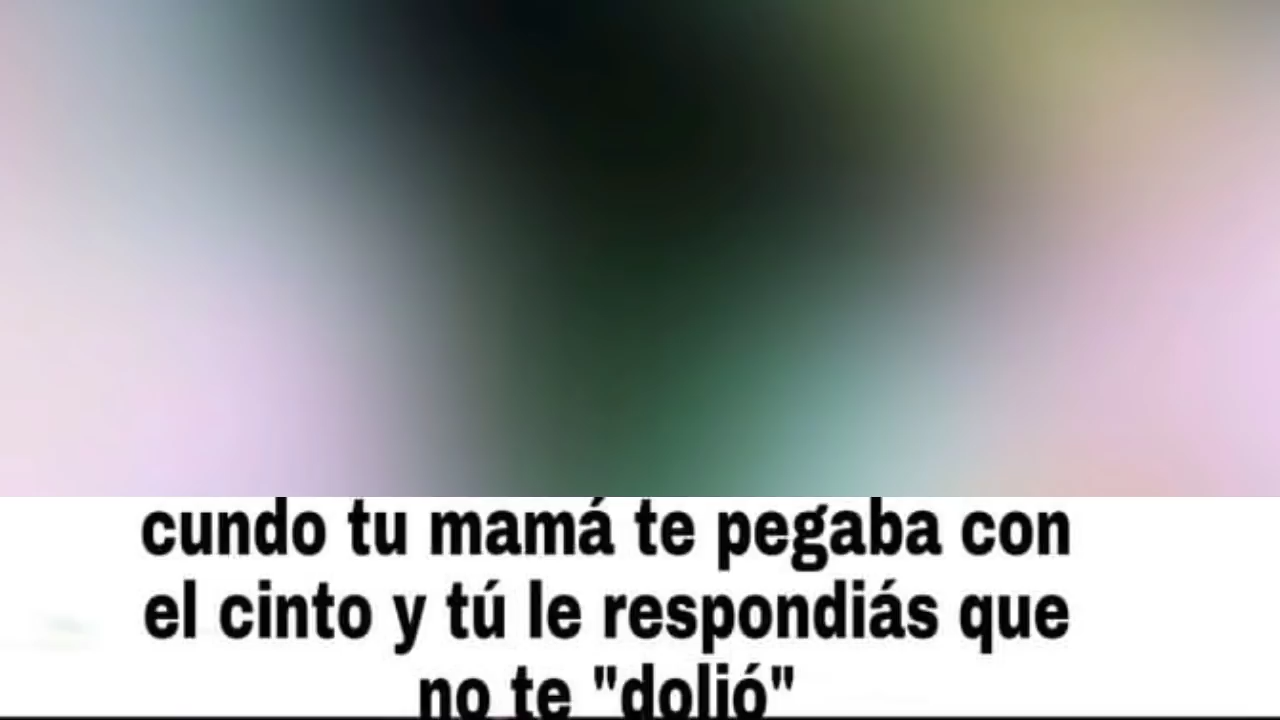 cundo tu mamá te pegaba con
el cinto y tú le respondiás que
no te "dolió"